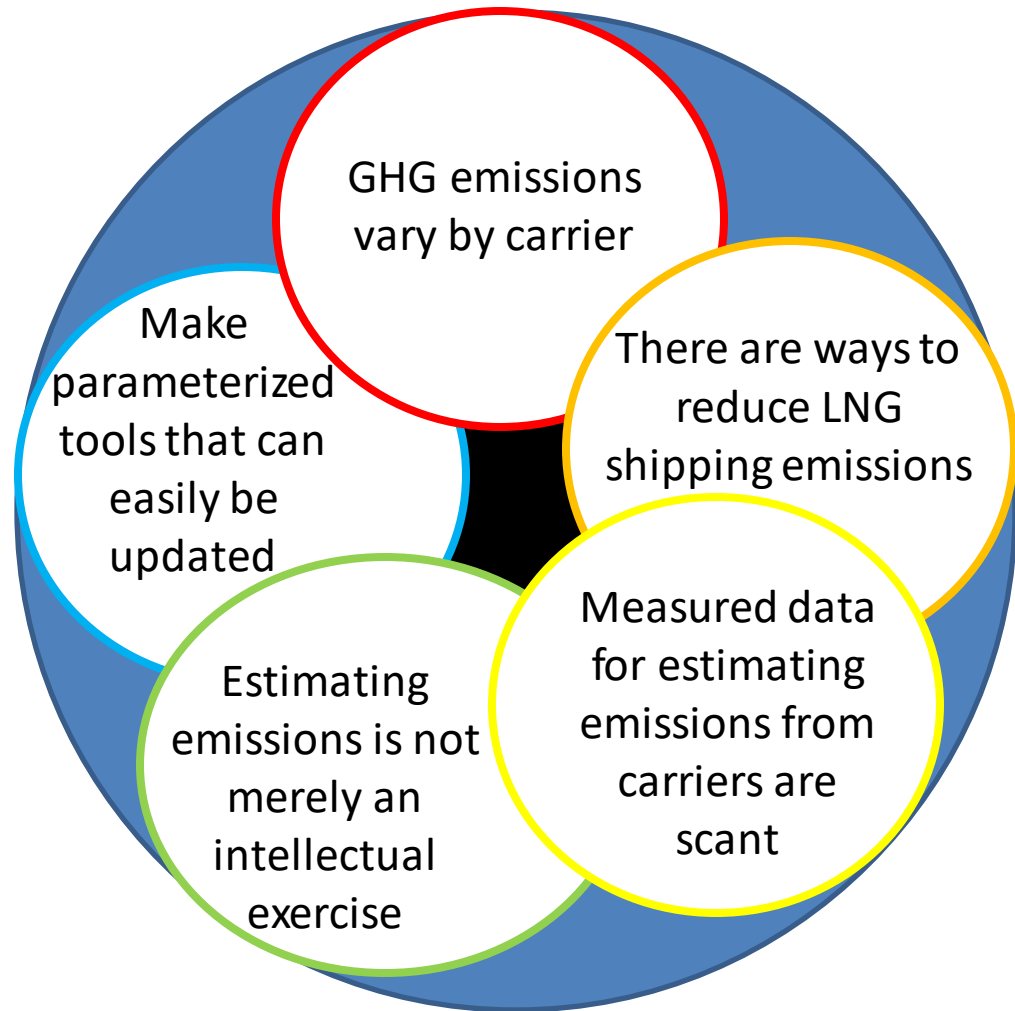 GHG emissions
vary by carrier
There are ways to
reduce LNG
shipping emissions
Measured data
for estimating
emissions from
carriers are
scant
Estimating
emissions is not
merely an
intellectual
exercise
Make
parameterized
tools that can
easily be
updated